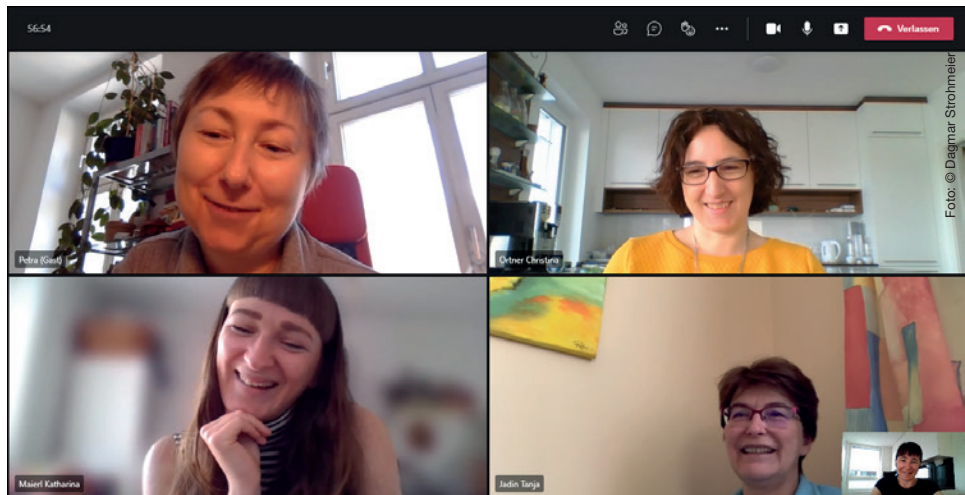 56:54
Verlassen
Foto: © Dagmar Strohmeier
Petra (Gast)
Ortner Christina
Maierl Katharina
Jadin Tanja